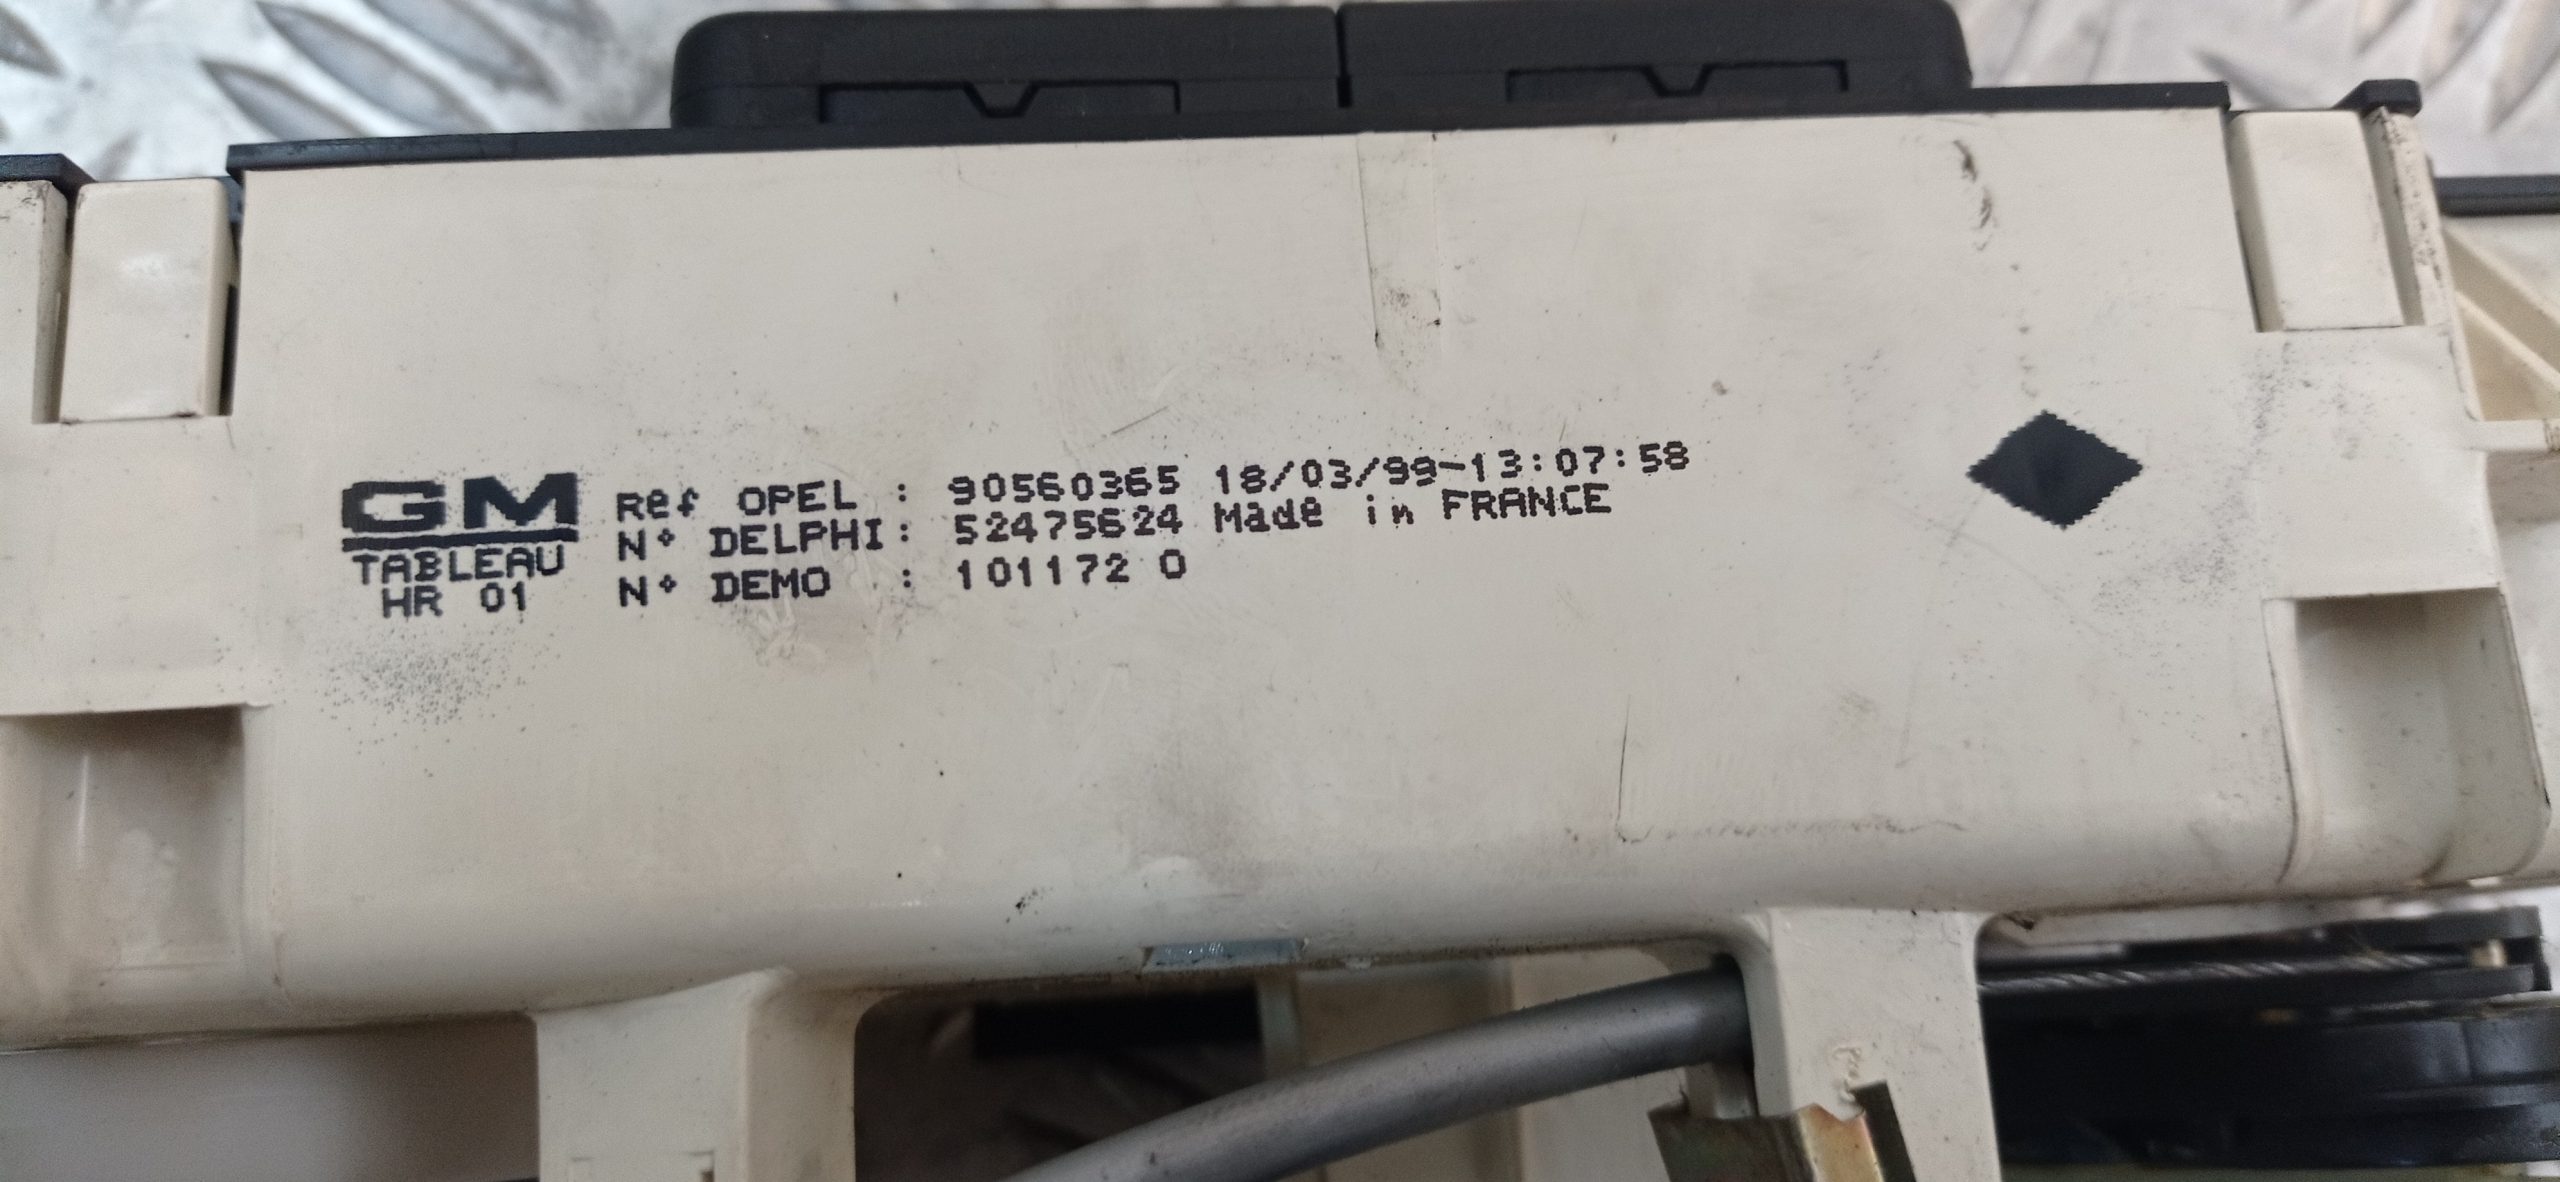 GM
TABLEAU
HR 01
Ref OPEL : 90560365 18/03/99-13:07:58
N° DELPHI: 52475624 Made in FRANCE
N° DEMO : 101172 0